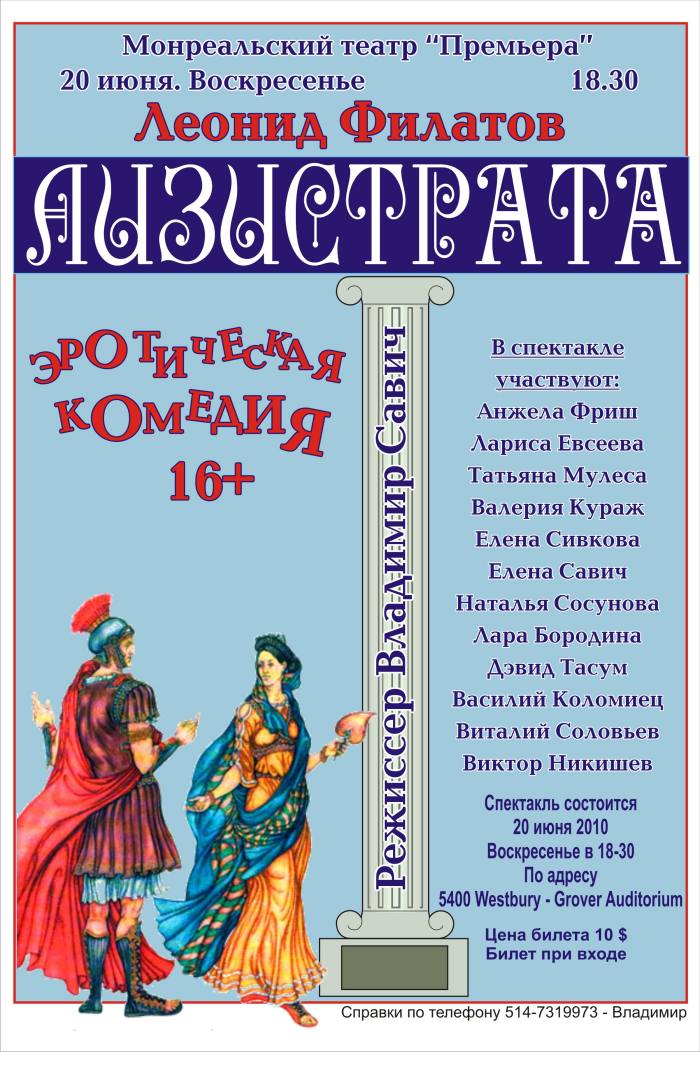 Монреальский театр “Премьера”
20 июня. Воскресенье 18.30
Леонид Филатов
ЛИЗИСТРАТА
ЭРОТИЧЕСКАЯ
КОМЕДИЯ
16+
Режиссер Владимир Савич
В спектакле
участвуют:
Анжела Фриш
Лариса Евсеева
Татьяна Мулеса
Валерия Кураж
Елена Сивкова
Елена Савич
Наталья Сосунова
Лара Бородина
Дэвид Тасум
Василий Коломиец
Виталий Соловьев
Виктор Никишев
Спектакль состоится
20 июня 2010
Воскресенье в 18-30
По адресу
5400 Westbury - Grover Auditorium
Цена билета 10 $
Билет при входе
Справки по телефону 514-7319973 - Владимир